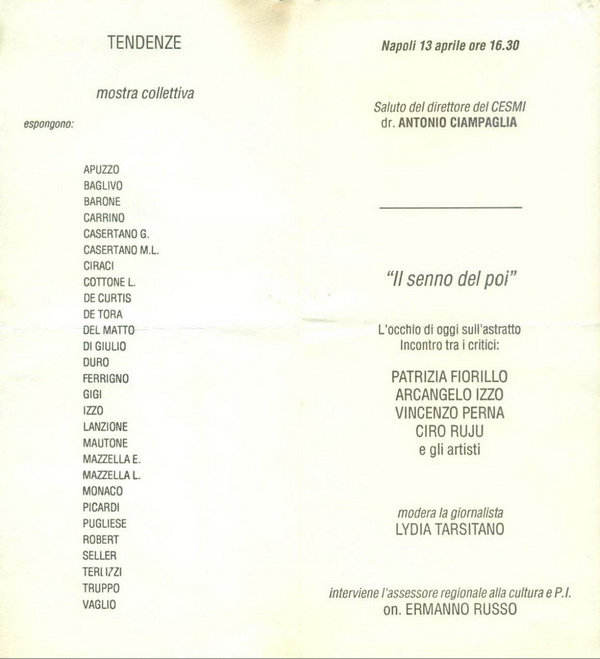 TENDENZE
mostra collettiva
espongono:
APUZZO
BAGLIVO
BARONE
CARRINO
CASERTANO G.
CASERTANO M.L.
CIRACI
COTTONE L.
DE CURTIS
DE TORA
DEL MATTO
DI GIULIO
DURO
FERRIGNO
GIGI
IZZO
LANZIONE
MAUTONE
MAZZELLA E.
MAZZELLA L.
MONACO
PICARDI
PUGLIESE
ROBERT
SELLER
TERLIZZI
TRUPPO
VAGLIO
Napoli 13 aprile ore 16.30
Saluto del direttore del CESMI
dr. ANTONIO CIAMPAGLIA
"Il senno del poi"
L'occhio di oggi sull'astratto
Incontro tra i critici:
PATRIZIA FIORILLO
ARCANGELO IZZO
VINCENZO PERNA
CIRO RUJU
e gli artisti
modera la giornalista
LYDIA TARSITANO
interviene l'assessore regionale alla cultura e P.I.
on. ERMANNO RUSSO